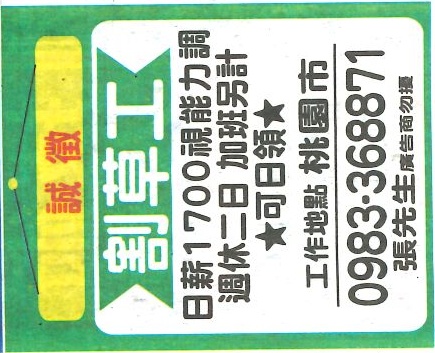 誠徵
割草工
日薪1700視能力調
週休二日 加班另計
★可日領★
工作地點 桃園市
0983-368871
張先生 廣告商勿擾